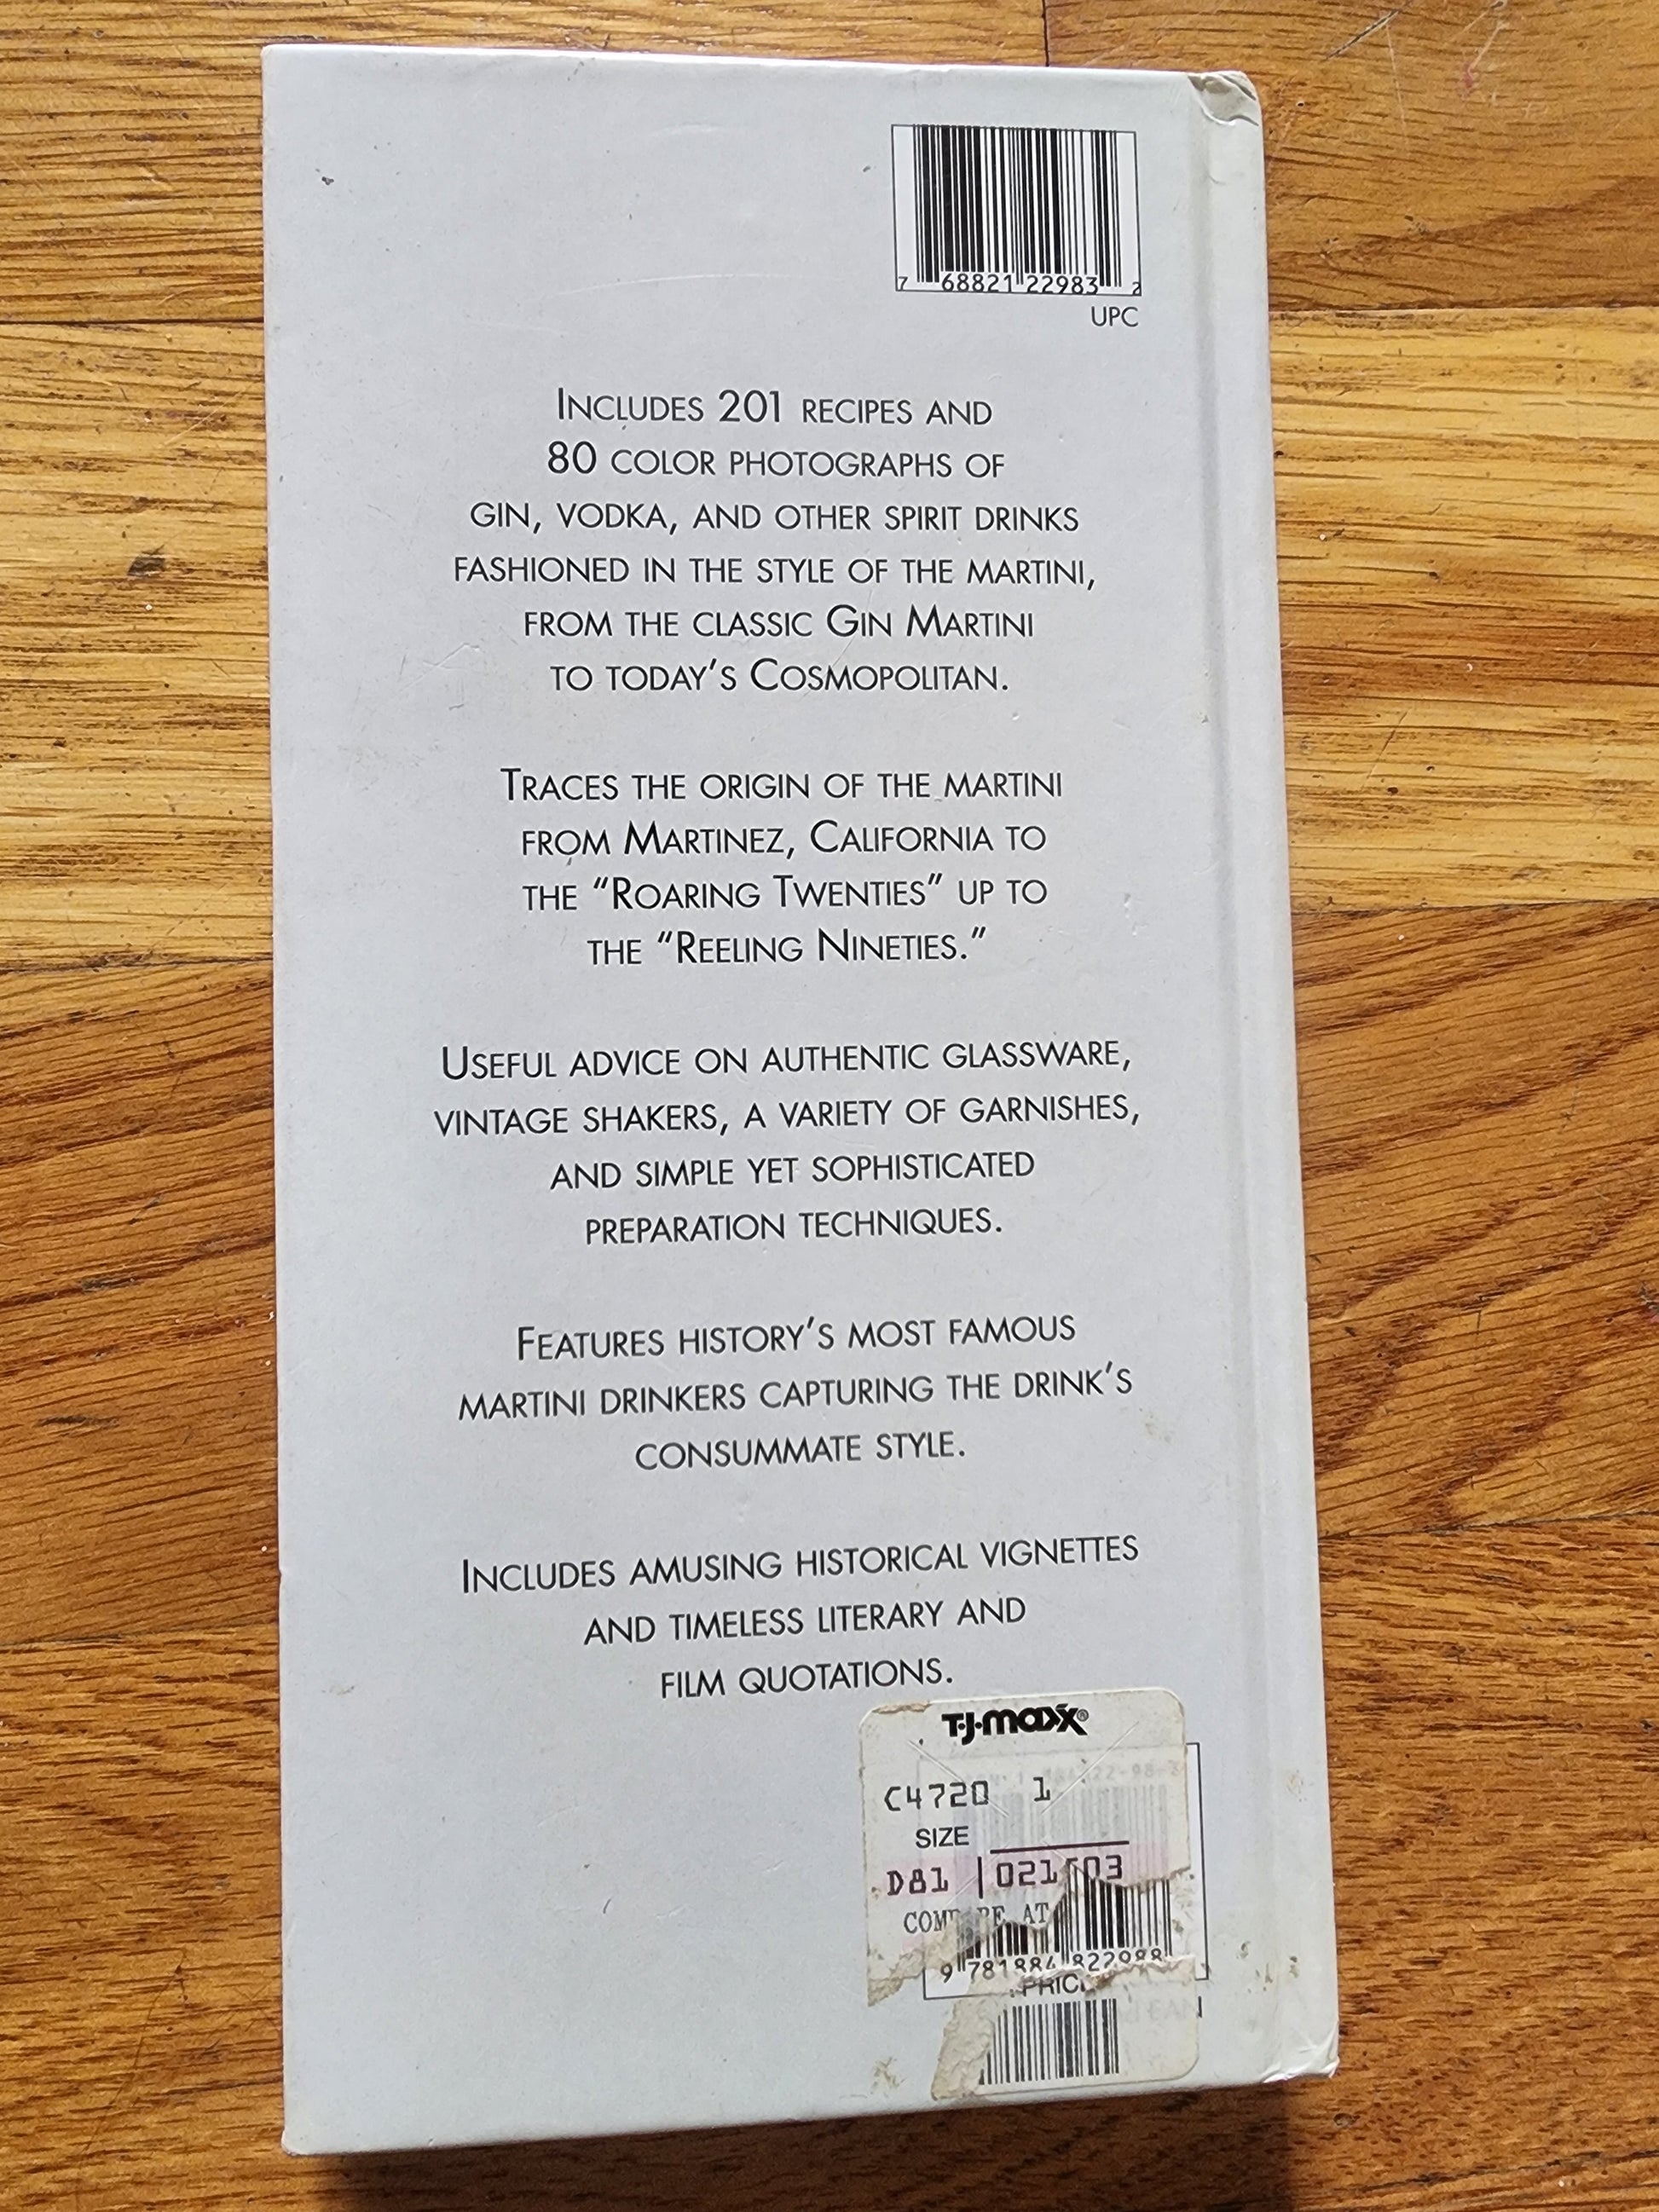 7 68821 22983 2
UPC
INCLUDES 201 RECIPES AND
80 COLOR PHOTOGRAPHS OF
GIN, VODKA, AND OTHER SPIRIT DRINKS
FASHIONED IN THE STYLE OF THE MARTINI,
FROM THE CLASSIC GIN MARTINI
TO TODAY'S COSMOPOLITAN.
TRACES THE ORIGIN OF THE MARTINI
FROM MARTINEZ, CALIFORNIA TO
THE "ROARING TWENTIES" UP TO
THE "REELING NINETIES."
USEFUL ADVICE ON AUTHENTIC GLASSWARE,
VINTAGE SHAKERS, A VARIETY OF GARNISHES,
AND SIMPLE YET SOPHISTICATED
PREPARATION TECHNIQUES.
FEATURES HISTORY'S MOST FAMOUS
MARTINI DRINKERS CAPTURING THE DRINK'S
CONSUMMATE STYLE.
INCLUDES AMUSING HISTORICAL VIGNETTES
AND TIMELESS LITERARY AND
FILM QUOTATIONS.
T·J·maxx®
C4720 1
SIZE
D81
AT
9 781884 822988